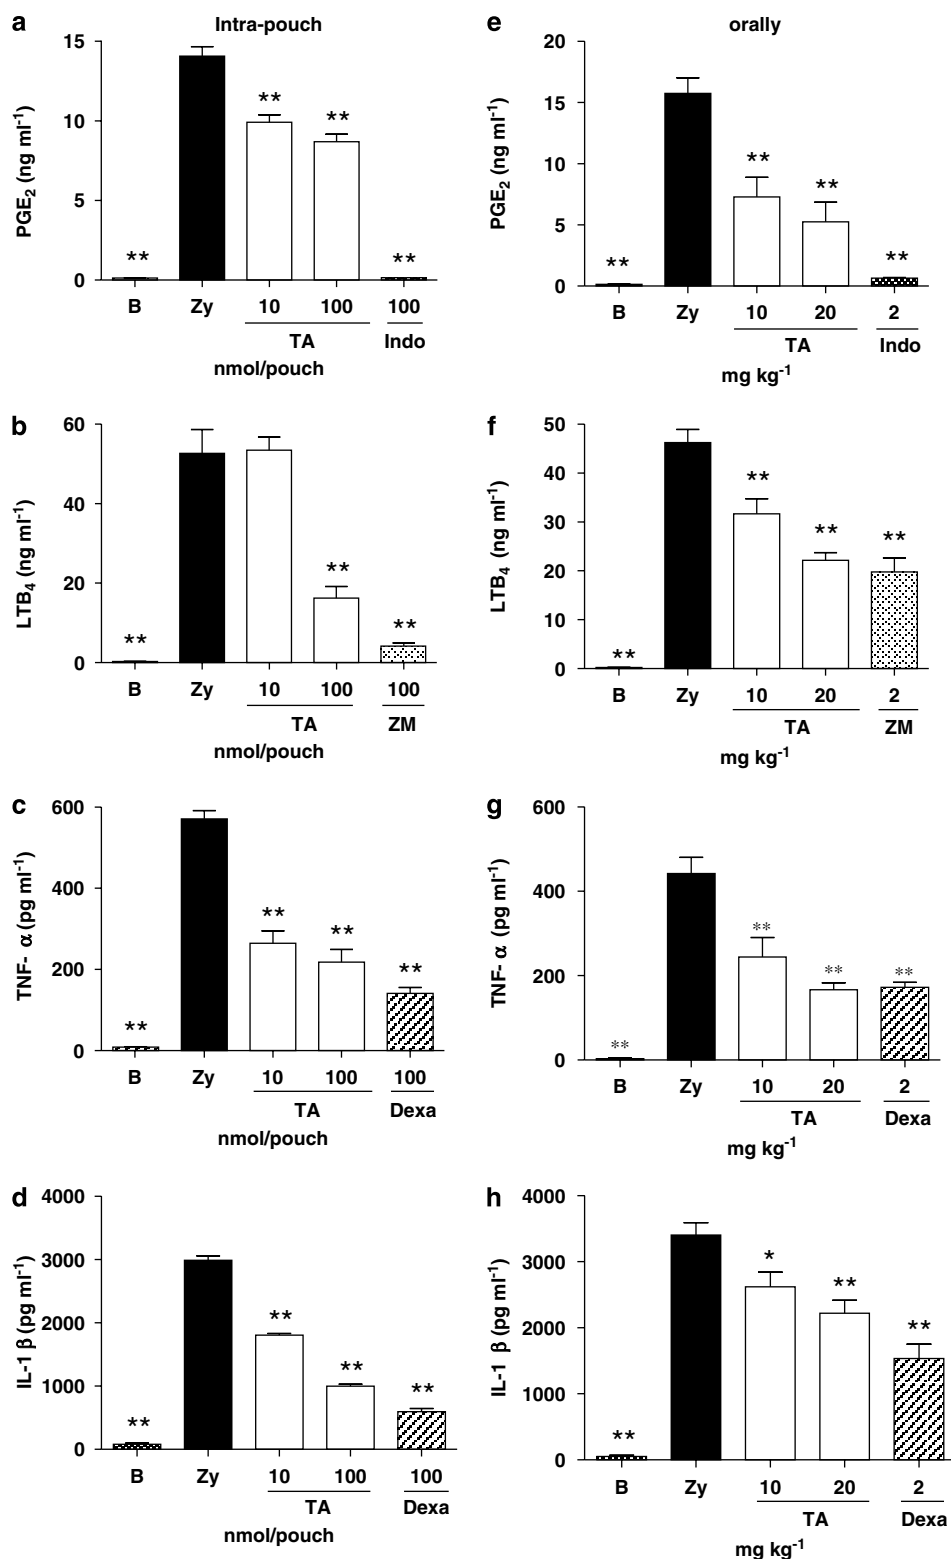 a Intra-pouch
15
10
5
0
PGE2 (ng ml-1)
** ** ** **
B Zy 10 100 100
TA Indo
nmol/pouch
e orally
20
15
10
5
0
PGE2 (ng ml-1)
** ** ** **
B Zy 10 20 2
TA Indo
mg kg-1
b
60
40
20
0
LTB4 (ng ml-1)
** ** **
B Zy 10 100 100
TA ZM
nmol/pouch
f
50
40
30
20
10
0
LTB4 (ng ml-1)
** ** ** **
B Zy 10 20 2
TA ZM
mg kg-1
c
600
400
200
0
TNF- α (pg ml-1)
** ** ** **
B Zy 10 100 100
TA Dexa
nmol/pouch
g
600
400
200
0
TNF- α (pg ml-1)
** ** ** **
B Zy 10 20 2
TA Dexa
mg kg-1
d
4000
3000
2000
1000
0
IL-1 β (pg ml-1)
** ** ** **
B Zy 10 100 100
TA Dexa
nmol/pouch
h
4000
3000
2000
1000
0
IL-1 β (pg ml-1)
** * ** **
B Zy 10 20 2
TA Dexa
mg kg-1